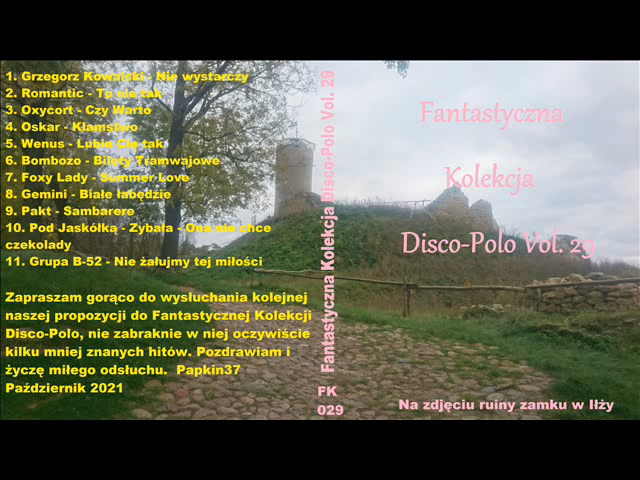 1. Grzegorz Kowalski - Nie wystarczy
2. Romantic - To nie tak
3. Oxycort - Czy Warto
4. Oskar - Kłamstwo
5. Wenus - Lubię Cię tak
6. Bombozo - Bilety Tramwajowe
7. Foxy Lady - Summer Love
8. Gemini - Białe łabędzie
9. Pakt - Sambarere
10. Pod Jaskółką - Zybała - Ona nie chce
czekolady
11. Grupa B-52 - Nie żałujmy tej miłości
Zapraszam gorąco do wysłuchania kolejnej
naszej propozycji do Fantastycznej Kolekcji
Disco-Polo, nie zabraknie w niej oczywiście
kilku mniej znanych hitów. Pozdrawiam i
życzę miłego odsłuchu. Papkin37
Październik 2021
Fantastyczna Kolekcja Disco-Polo Vol. 29
FK
029
Fantastyczna
Kolekcja
Disco-Polo Vol. 29
Na zdjęciu ruiny zamku w Iłży